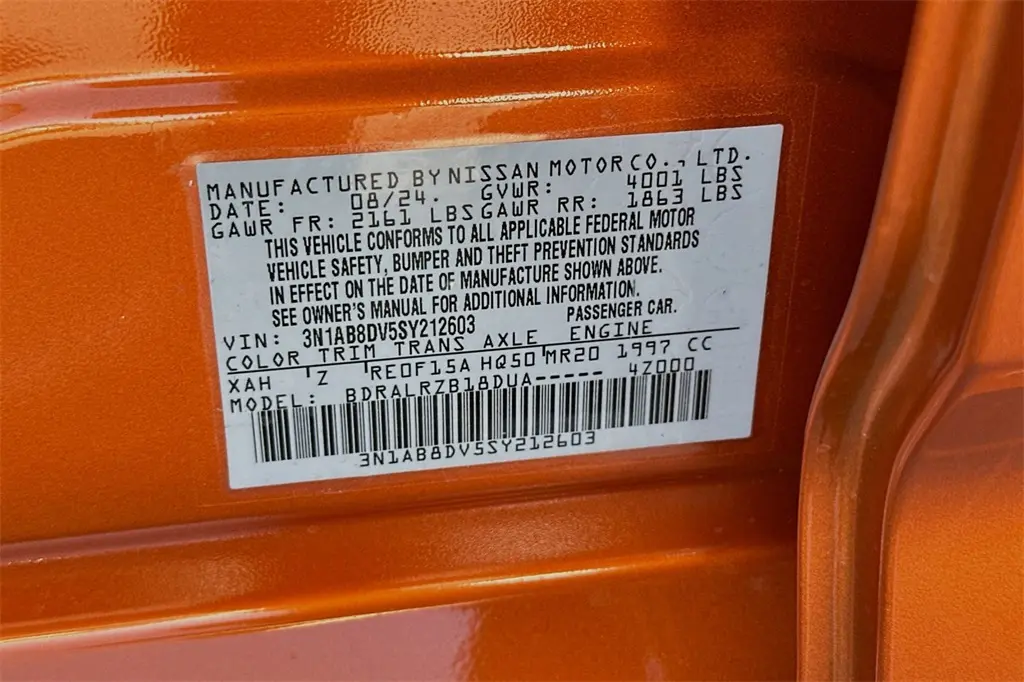 MANUFACTURED BY NISSAN MOTOR CO., LTD.
DATE: 08/24. GVWR: 4001 LBS
GAWR FR: 2161 LBS GAWR RR: 1863 LBS
THIS VEHICLE CONFORMS TO ALL APPLICABLE FEDERAL MOTOR
VEHICLE SAFETY, BUMPER AND THEFT PREVENTION STANDARDS
IN EFFECT ON THE DATE OF MANUFACTURE SHOWN ABOVE.
SEE OWNER'S MANUAL FOR ADDITIONAL INFORMATION.
VIN: 3N1AB8DV5SY212603 PASSENGER CAR.
COLOR TRIM TRANS AXLE ENGINE
XAH Z RE0F15A HQ50 MR20 1997 CC
MODEL: BDRALRZB18DUA----- 4Z000
3N1AB8DV5SY212603